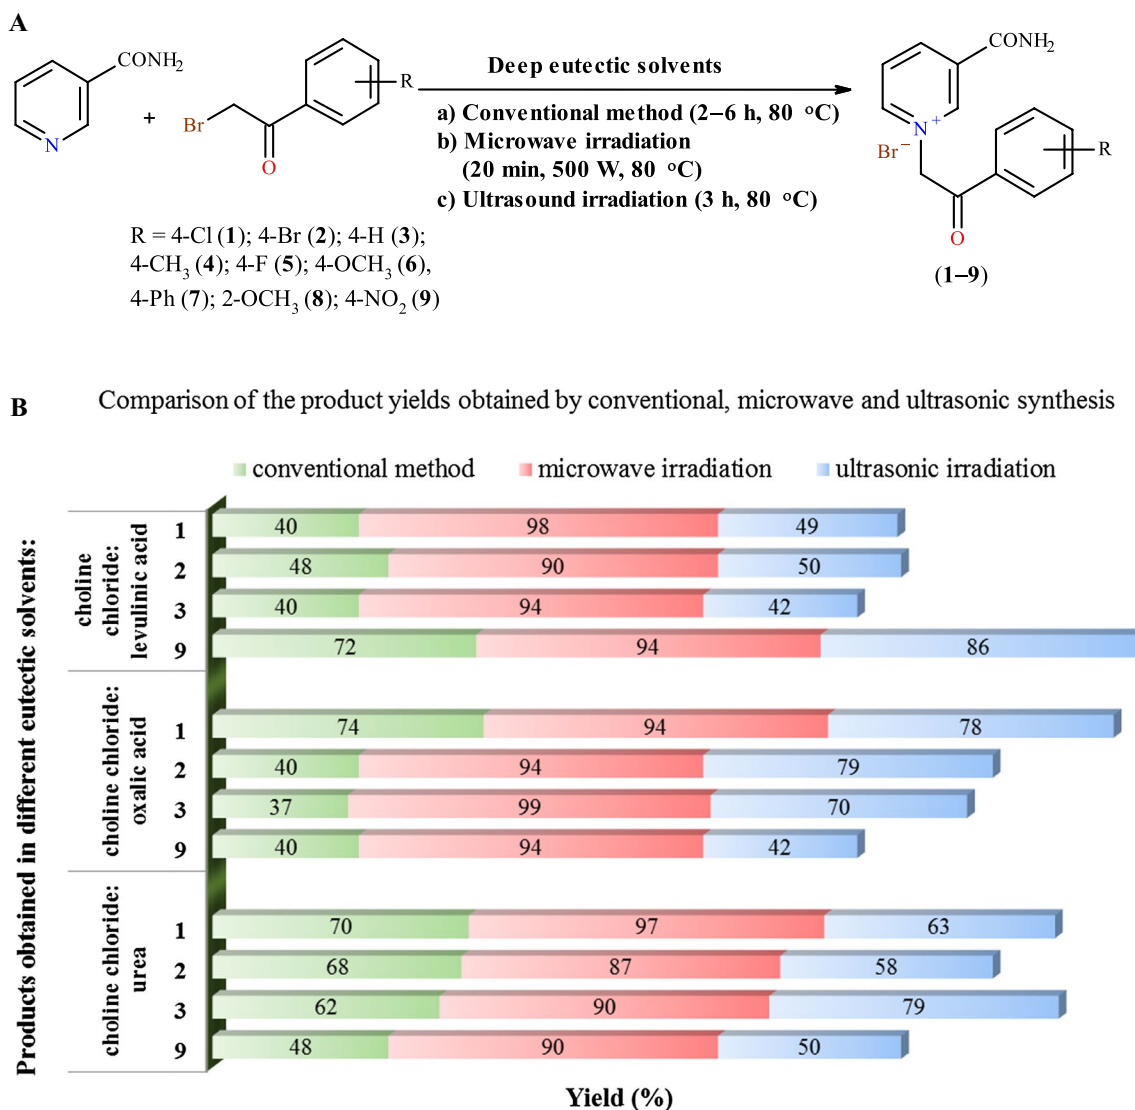 A
CONH₂
N
+
Br
O
R
Deep eutectic solvents
a) Conventional method (2–6 h, 80 °C)
b) Microwave irradiation
(20 min, 500 W, 80 °C)
c) Ultrasound irradiation (3 h, 80 °C)
CONH₂
N⁺
Br⁻
O
R
(1–9)
R = 4-Cl (1); 4-Br (2); 4-H (3);
4-CH₃ (4); 4-F (5); 4-OCH₃ (6),
4-Ph (7); 2-OCH₃ (8); 4-NO₂ (9)
B
Comparison of the product yields obtained by conventional, microwave and ultrasonic synthesis
conventional method microwave irradiation ultrasonic irradiation
Products obtained in different eutectic solvents:
choline
chloride:
levulinic acid
1 40 98 49
2 48 90 50
3 40 94 42
9 72 94 86
choline chloride:
oxalic acid
1 74 94 78
2 40 94 79
3 37 99 70
9 40 94 42
choline chloride:
urea
1 70 97 63
2 68 87 58
3 62 90 79
9 48 90 50
Yield (%)